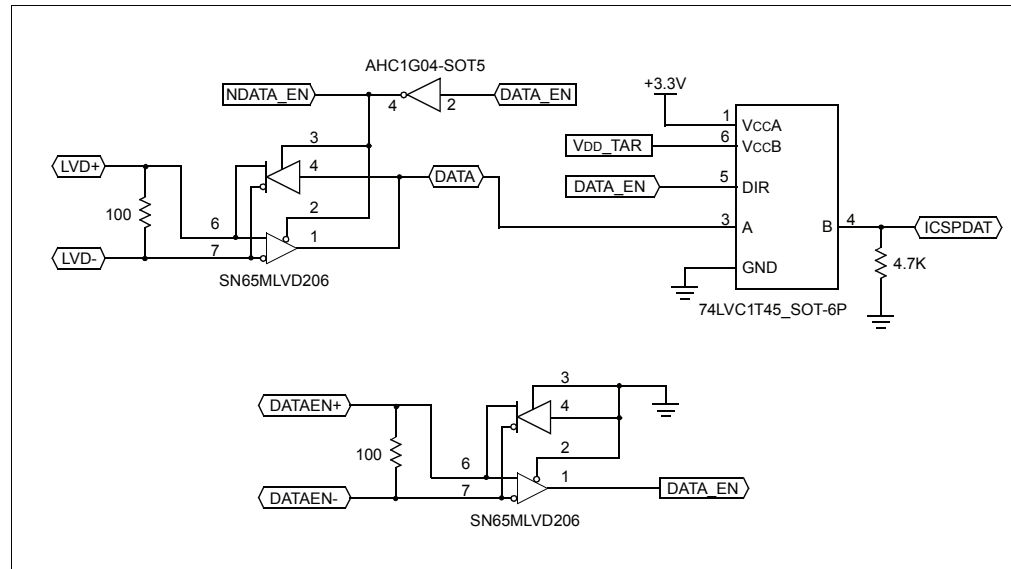 AHC1G04-SOT5
NDATA_EN
4
2
DATA_EN
+3.3V
1
VCCA
6
VCCB
VDD_TAR
3
LVD+
4
DATA
DATA_EN
5
DIR
100
2
6
1
3
A
B
4
ICSPDAT
LVD-
7
4.7K
SN65MLVD206
GND
74LVC1T45_SOT-6P
3
DATAEN+
4
100
2
6
1
DATAEN-
7
DATA_EN
SN65MLVD206